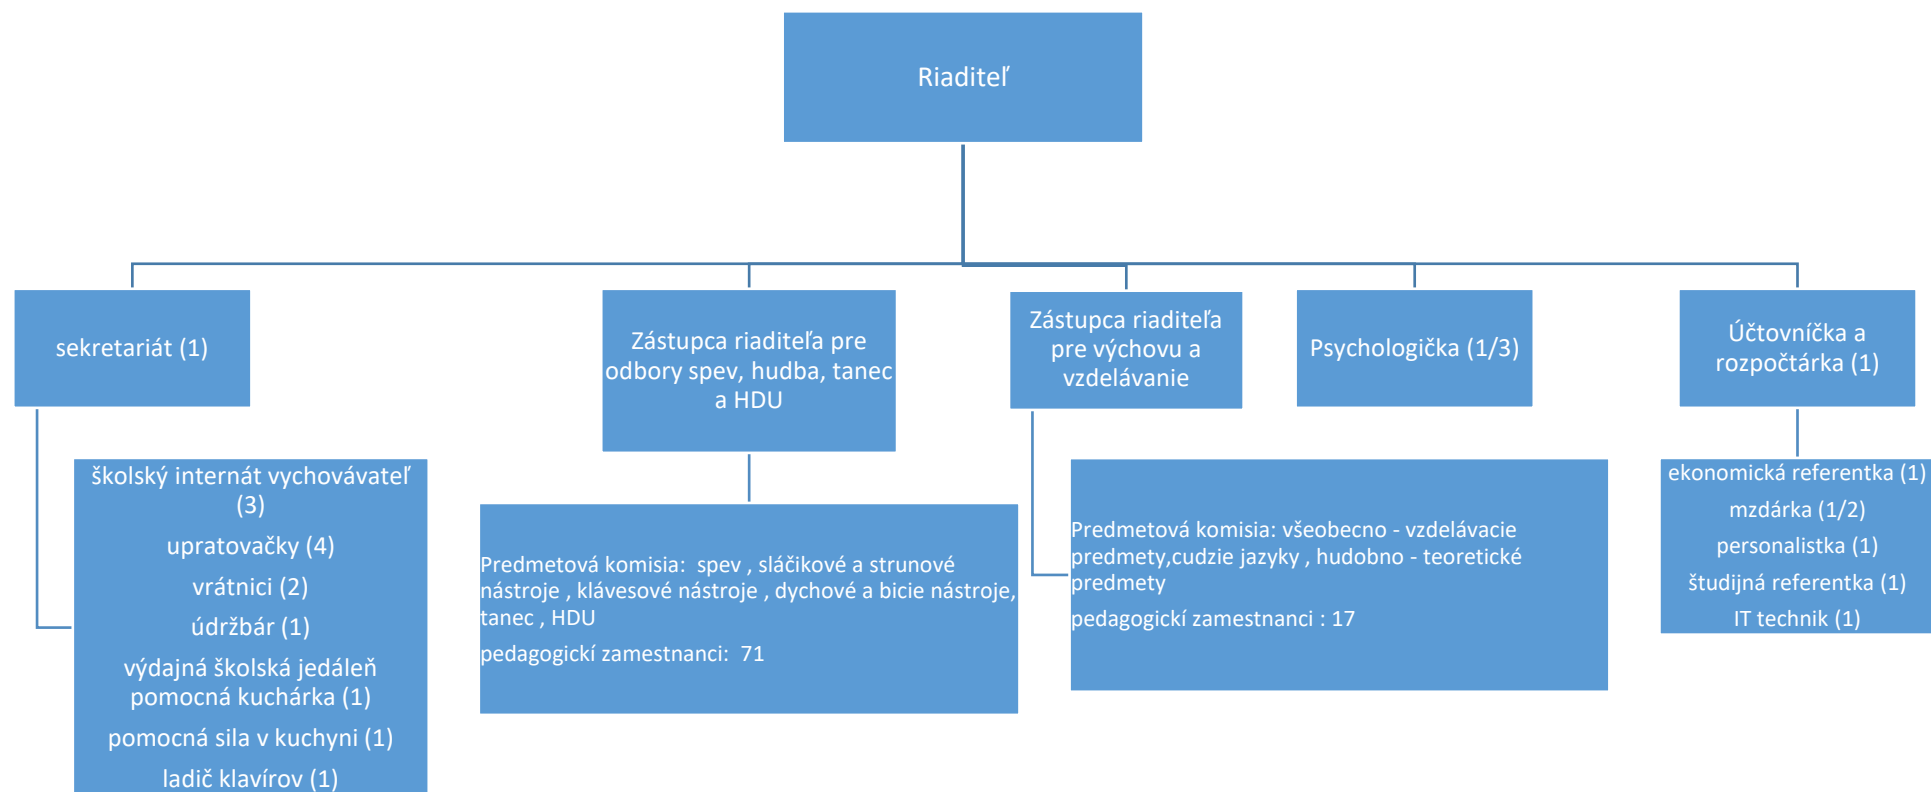 Riaditeľ
sekretariát (1)
Zástupca riaditeľa pre
odbory spev, hudba, tanec
a HDU
Zástupca riaditeľa
pre výchovu a
vzdelávanie
Psychologička (1/3)
Účtovníčka a
rozpočtárka (1)
školský internát vychovávateľ
(3)
upratovačky (4)
vrátnici (2)
údržbár (1)
výdajná školská jedáleň
pomocná kuchárka (1)
pomocná sila v kuchyni (1)
ladič klavírov (1)
Predmetová komisia:  spev , sláčikové a strunové
nástroje , klávesové nástroje , dychové a bicie nástroje,
tanec , HDU
pedagogickí zamestnanci:  71
Predmetová komisia: všeobecno - vzdelávacie
predmety,cudzie jazyky , hudobno - teoretické
predmety
pedagogickí zamestnanci : 17
ekonomická referentka (1)
mzdárka (1/2)
personalistka (1)
študijná referentka (1)
IT technik (1)